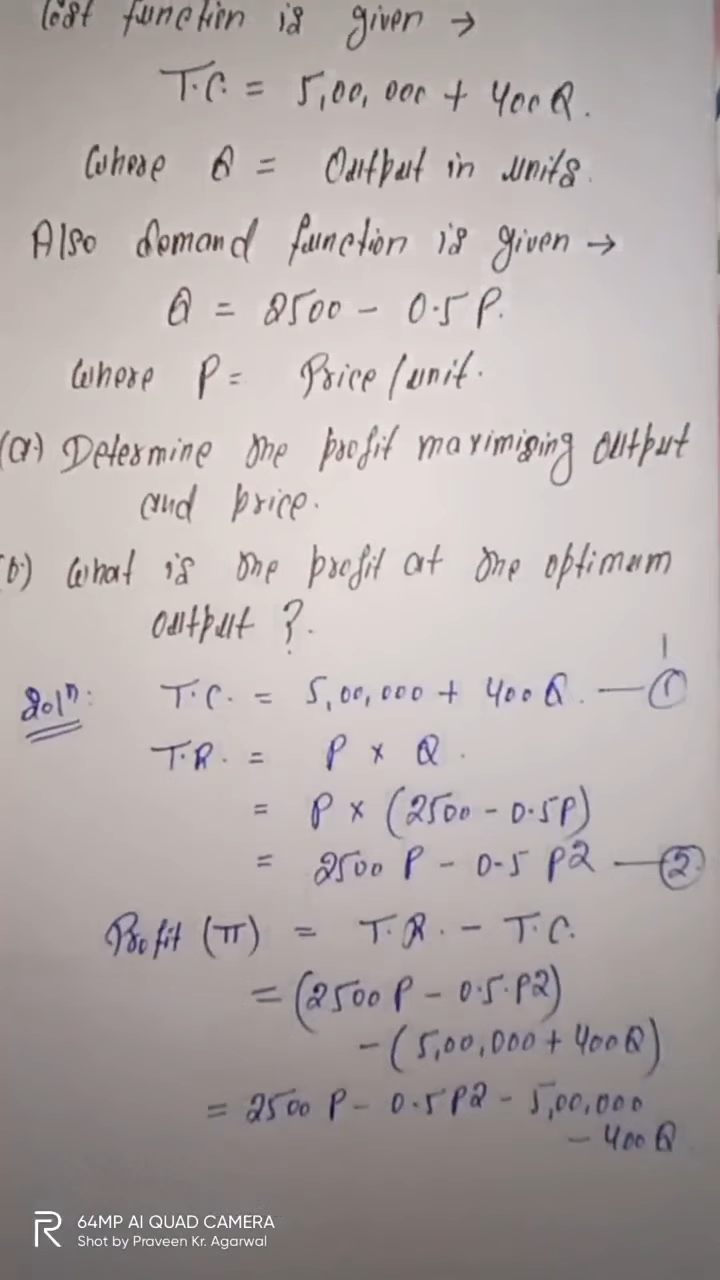 Cost function is given →
T.C. = 5,00,000 + 400Q.
Where Q = Output in units.
Also demand function is given →
Q = 2500 - 0.5P.
Where P = Price/unit.
(a.) Determine the profit maximising output
and price.
(b.) What is the profit at the optimum
output ?.
Solⁿ: T.C. = 5,00,000 + 400Q. — ①
T.R. = P × Q.
= P × (2500 - 0.5P)
= 2500 P - 0.5 P2 — ②
Profit (π) = T.R. - T.C.
= (2500 P - 0.5.P2)
- (5,00,000 + 400Q)
= 2500 P - 0.5 P2 - 5,00,000
- 400 Q
64MP AI QUAD CAMERA
Shot by Praveen Kr. Agarwal